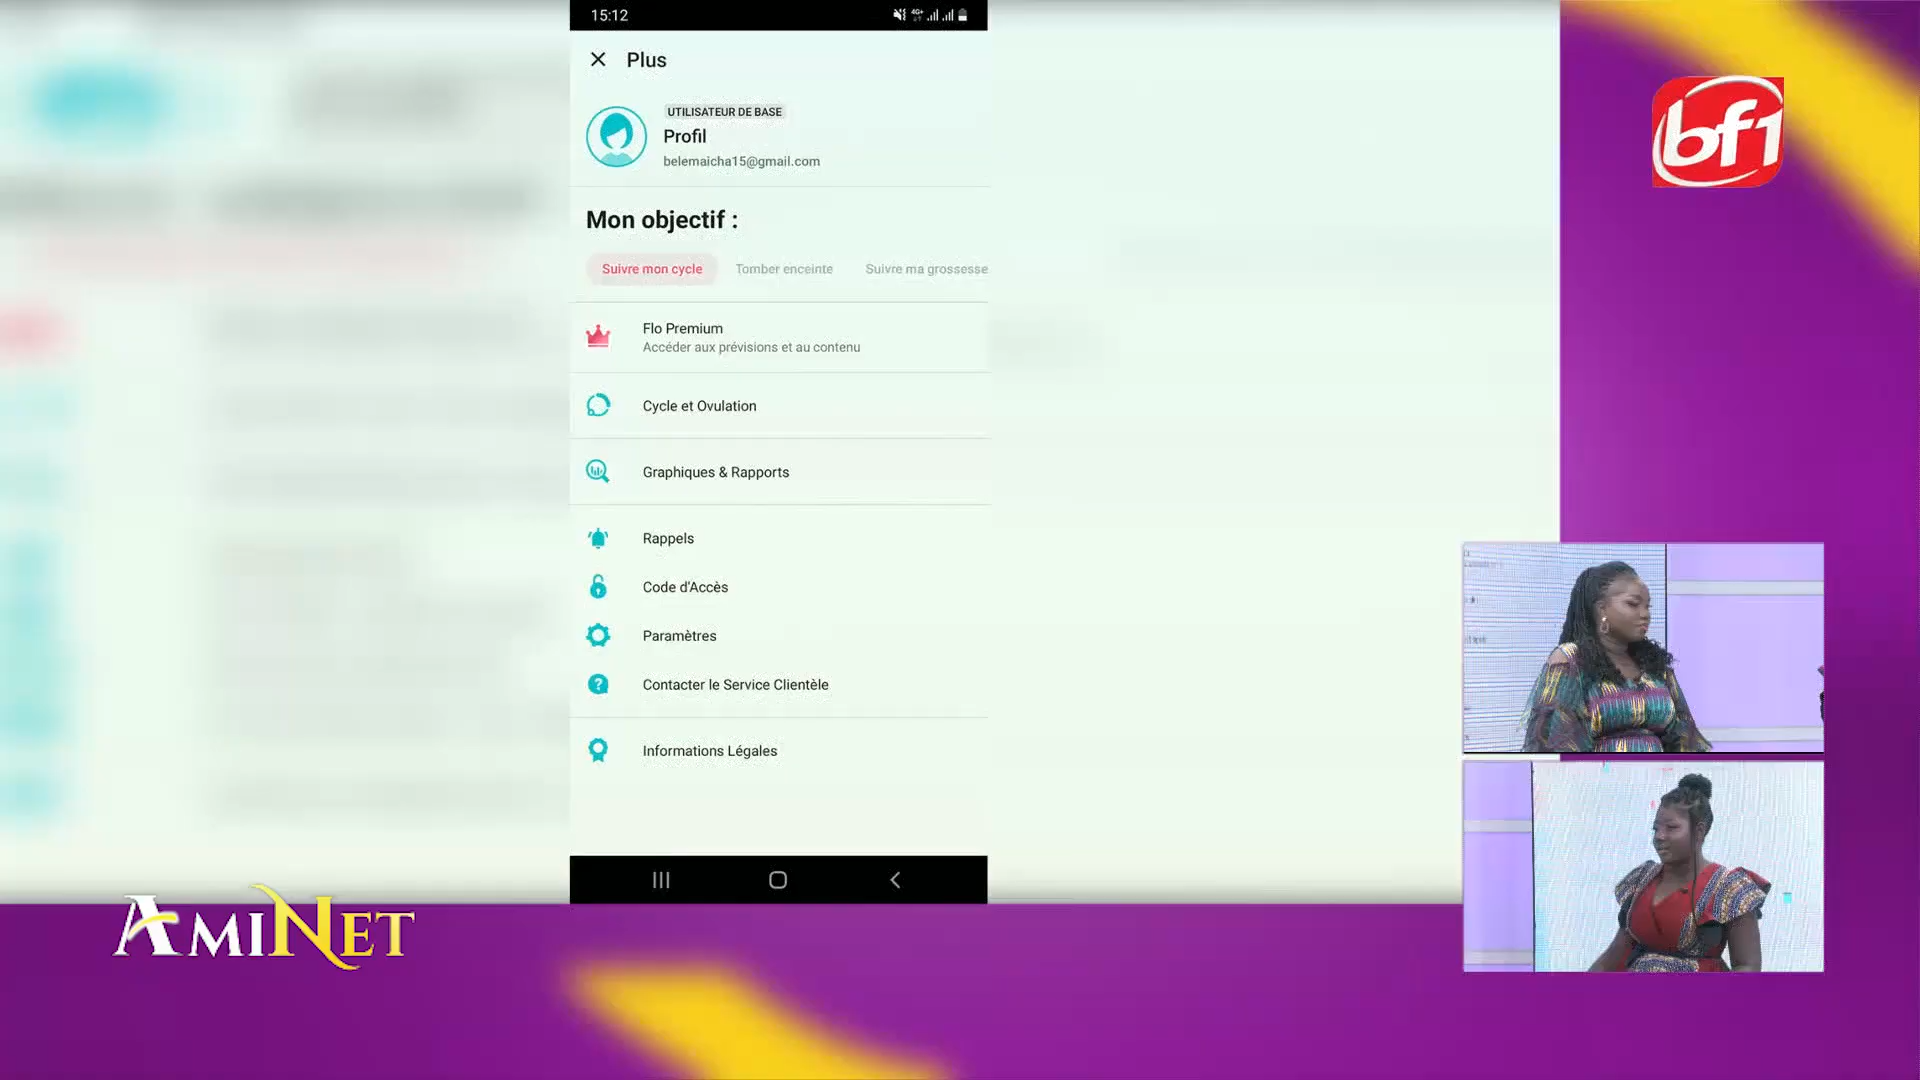 15:12
4G+
Plus
UTILISATEUR DE BASE
Profil
belemaicha15@gmail.com
Mon objectif :
Suivre mon cycle
Tomber enceinte
Suivre ma grossesse
Flo Premium
Accéder aux prévisions et au contenu
Cycle et Ovulation
Graphiques & Rapports
Rappels
Code d'Accès
Paramètres
Contacter le Service Clientèle
Informations Légales
bf1
AMINET